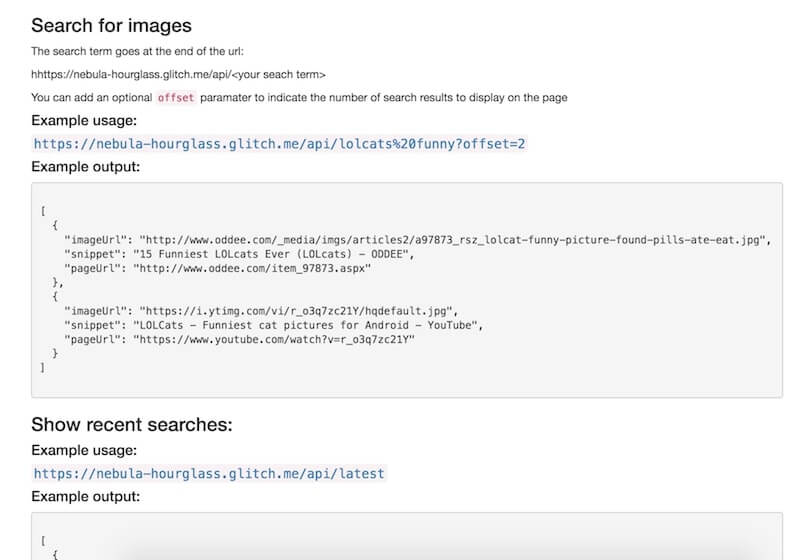 Search for images
The search term goes at the end of the url:
hhttps://nebula-hourglass.glitch.me/api/<your seach term>
You can add an optional offset paramater to indicate the number of search results to display on the page
Example usage:
https://nebula-hourglass.glitch.me/api/lolcats%20funny?offset=2
Example output:
[
{
"imageUrl": "http://www.oddee.com/_media/imgs/articles2/a97873_rsz_lolcat-funny-picture-found-pills-ate-eat.jpg",
"snippet": "15 Funniest LOLcats Ever (LOLcats) - ODDEE",
"pageUrl": "http://www.oddee.com/item_97873.aspx"
},
{
"imageUrl": "https://i.ytimg.com/vi/r_o3q7zc21Y/hqdefault.jpg",
"snippet": "LOLCats - Funniest cat pictures for Android - YouTube",
"pageUrl": "https://www.youtube.com/watch?v=r_o3q7zc21Y"
}
]
Show recent searches:
Example usage:
https://nebula-hourglass.glitch.me/api/latest
Example output:
[
{